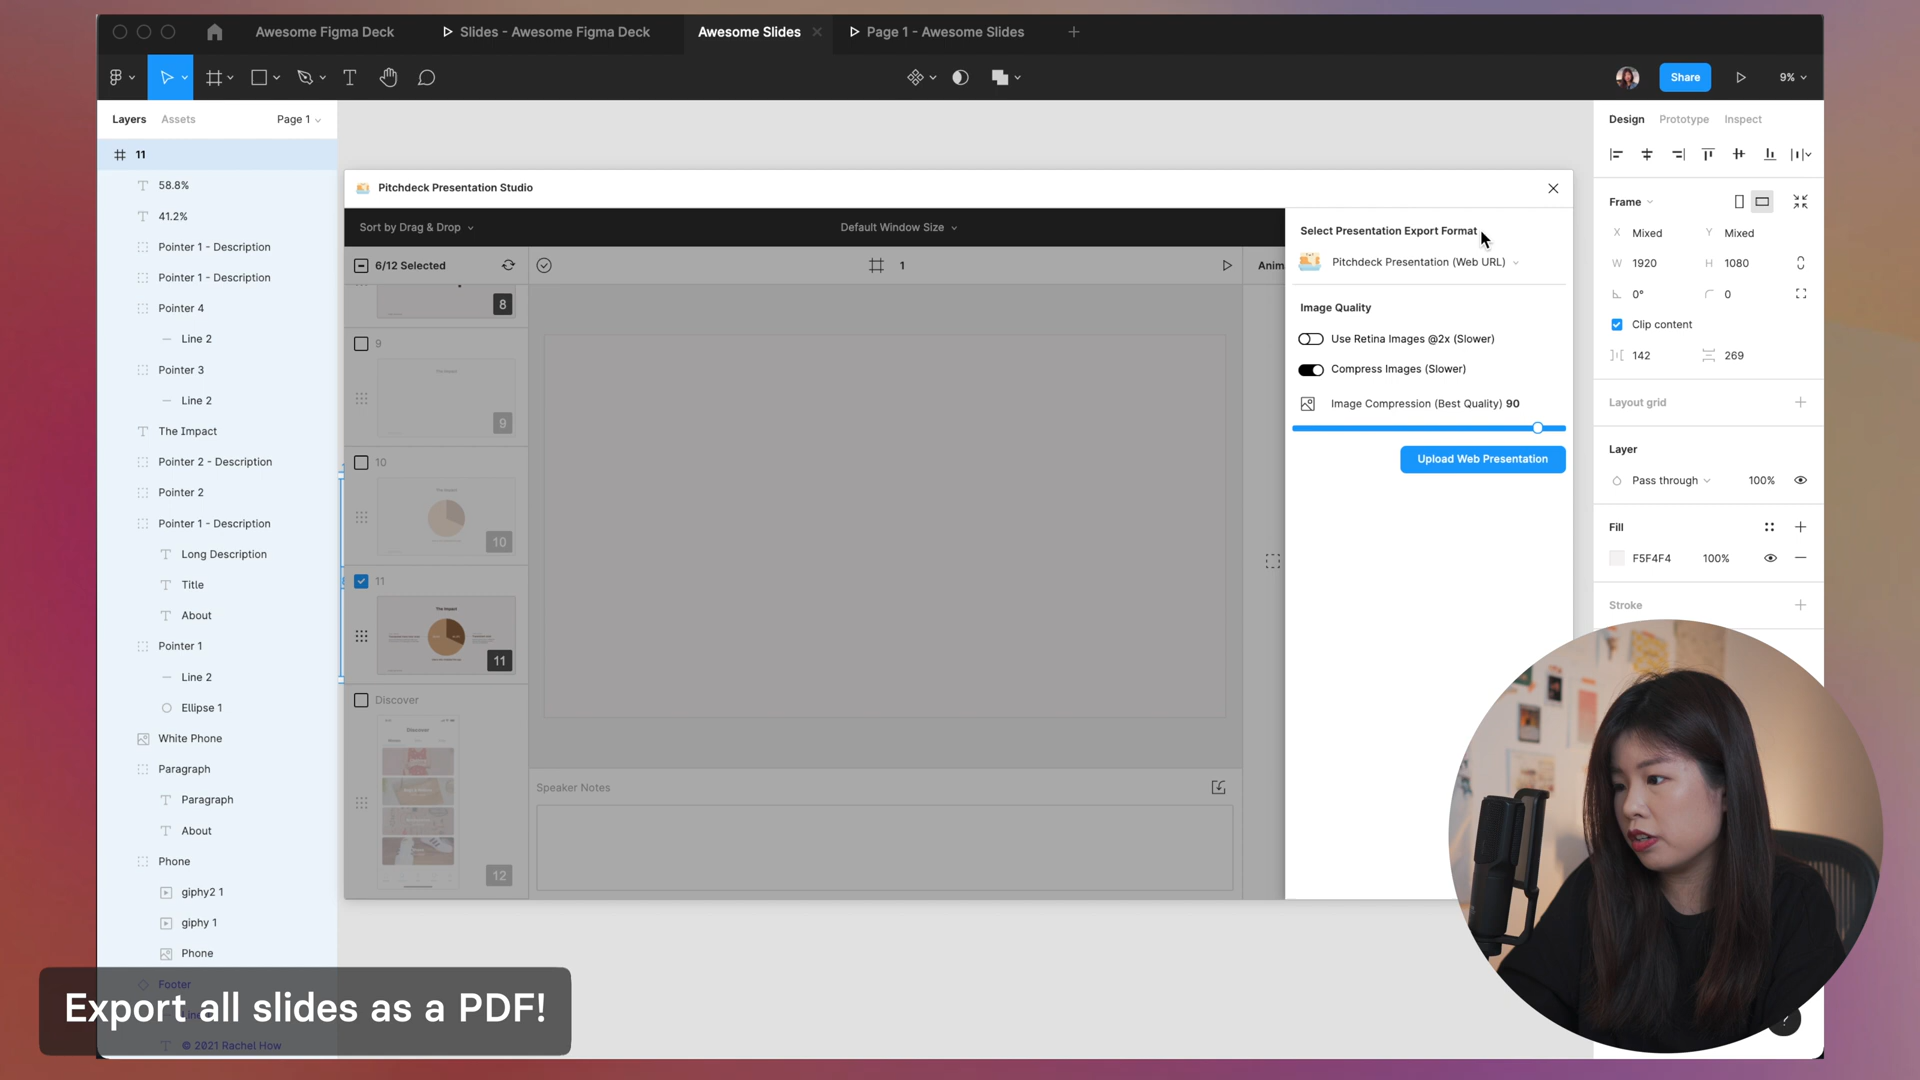 Awesome Figma Deck
Slides - Awesome Figma Deck
Awesome Slides
Page 1 - Awesome Slides
Share
9%
Layers
Assets
Page 1
11
58.8%
41.2%
Pointer 1 - Description
Pointer 1 - Description
Pointer 4
Line 2
Pointer 3
Line 2
The Impact
Pointer 2 - Description
Pointer 2
Pointer 1 - Description
Long Description
Title
About
Pointer 1
Line 2
Ellipse 1
White Phone
Paragraph
Paragraph
About
Phone
giphy2 1
giphy 1
Phone
Footer
© 2021 Rachel How
Export all slides as a PDF!
Pitchdeck Presentation Studio
Sort by Drag & Drop
Default Window Size
6/12 Selected
1
8
9
9
10
The Impact
10
11
The Impact
11
Discover
Discover
12
Speaker Notes
Anim
Select Presentation Export Format
Pitchdeck Presentation (Web URL)
Image Quality
Use Retina Images @2x (Slower)
Compress Images (Slower)
Image Compression (Best Quality) 90
Upload Web Presentation
Design
Prototype
Inspect
Frame
X Mixed Y Mixed
W 1920 H 1080
0° 0
Clip content
142 269
Layout grid
Layer
Pass through 100%
Fill
F5F4F4 100%
Stroke